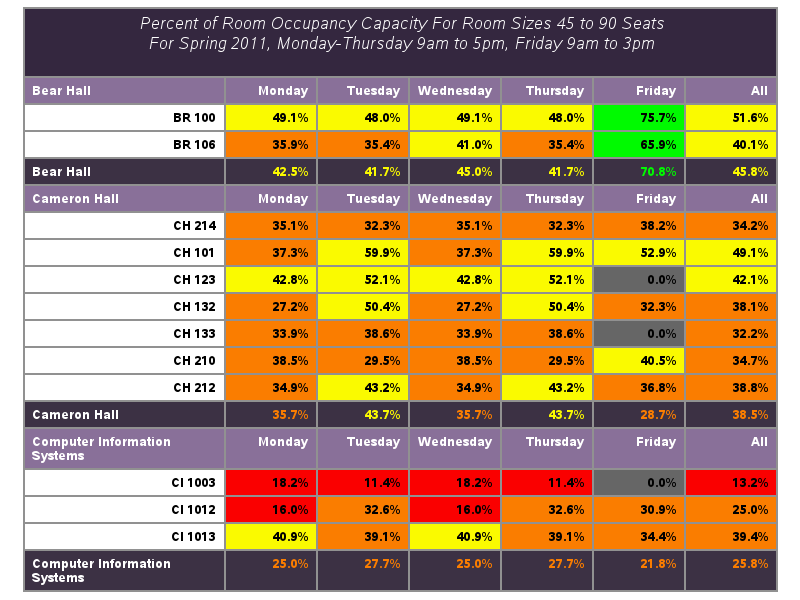 Percent of Room Occupancy Capacity For Room Sizes 45 to 90 Seats
For Spring 2011, Monday-Thursday 9am to 5pm, Friday 9am to 3pm
Bear Hall Monday Tuesday Wednesday Thursday Friday All
BR 100 49.1% 48.0% 49.1% 48.0% 75.7% 51.6%
BR 106 35.9% 35.4% 41.0% 35.4% 65.9% 40.1%
Bear Hall 42.5% 41.7% 45.0% 41.7% 70.8% 45.8%
Cameron Hall Monday Tuesday Wednesday Thursday Friday All
CH 214 35.1% 32.3% 35.1% 32.3% 38.2% 34.2%
CH 101 37.3% 59.9% 37.3% 59.9% 52.9% 49.1%
CH 123 42.8% 52.1% 42.8% 52.1% 0.0% 42.1%
CH 132 27.2% 50.4% 27.2% 50.4% 32.3% 38.1%
CH 133 33.9% 38.6% 33.9% 38.6% 0.0% 32.2%
CH 210 38.5% 29.5% 38.5% 29.5% 40.5% 34.7%
CH 212 34.9% 43.2% 34.9% 43.2% 36.8% 38.8%
Cameron Hall 35.7% 43.7% 35.7% 43.7% 28.7% 38.5%
Computer Information Monday Tuesday Wednesday Thursday Friday All
Systems
CI 1003 18.2% 11.4% 18.2% 11.4% 0.0% 13.2%
CI 1012 16.0% 32.6% 16.0% 32.6% 30.9% 25.0%
CI 1013 40.9% 39.1% 40.9% 39.1% 34.4% 39.4%
Computer Information 25.0% 27.7% 25.0% 27.7% 21.8% 25.8%
Systems